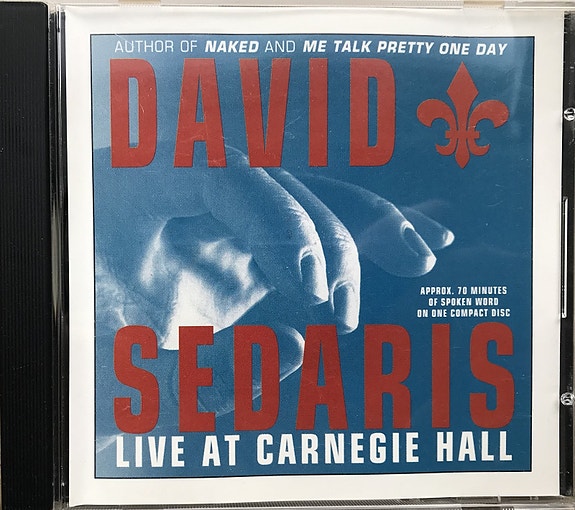 AUTHOR OF NAKED AND ME TALK PRETTY ONE DAY
DAVID
APPROX. 70 MINUTES
OF SPOKEN WORD
ON ONE COMPACT DISC
SEDARIS
LIVE AT CARNEGIE HALL